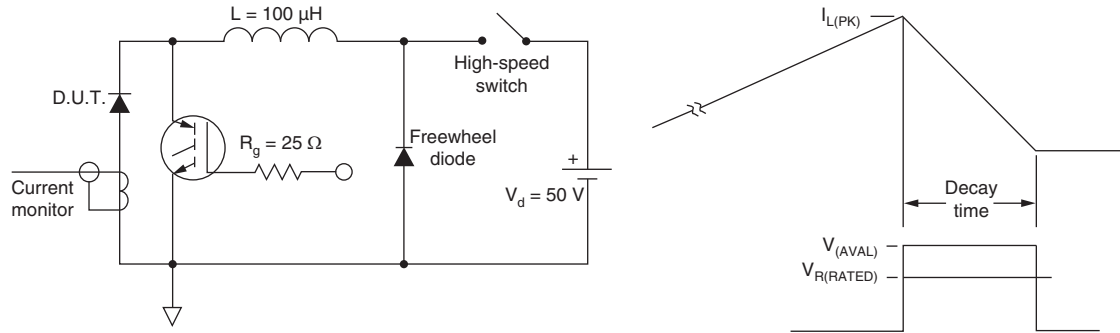 L = 100 µH
D.U.T.
R_g = 25 Ω
Current
monitor
Freewheel
diode
High-speed
switch
+
V_d = 50 V
I_L(PK)
Decay
time
V_(AVAL)
V_R(RATED)